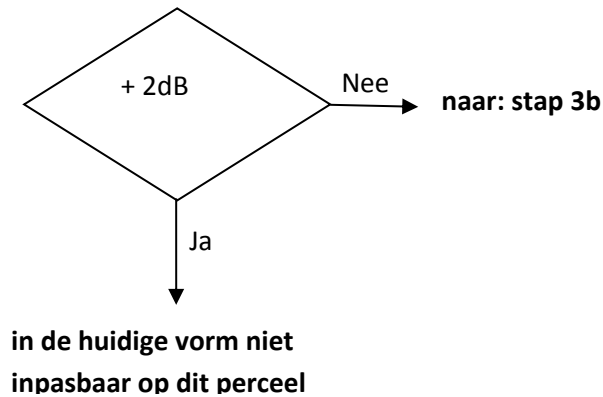 + 2dB
Nee
naar: stap 3b
Ja
in de huidige vorm niet
inpasbaar op dit perceel